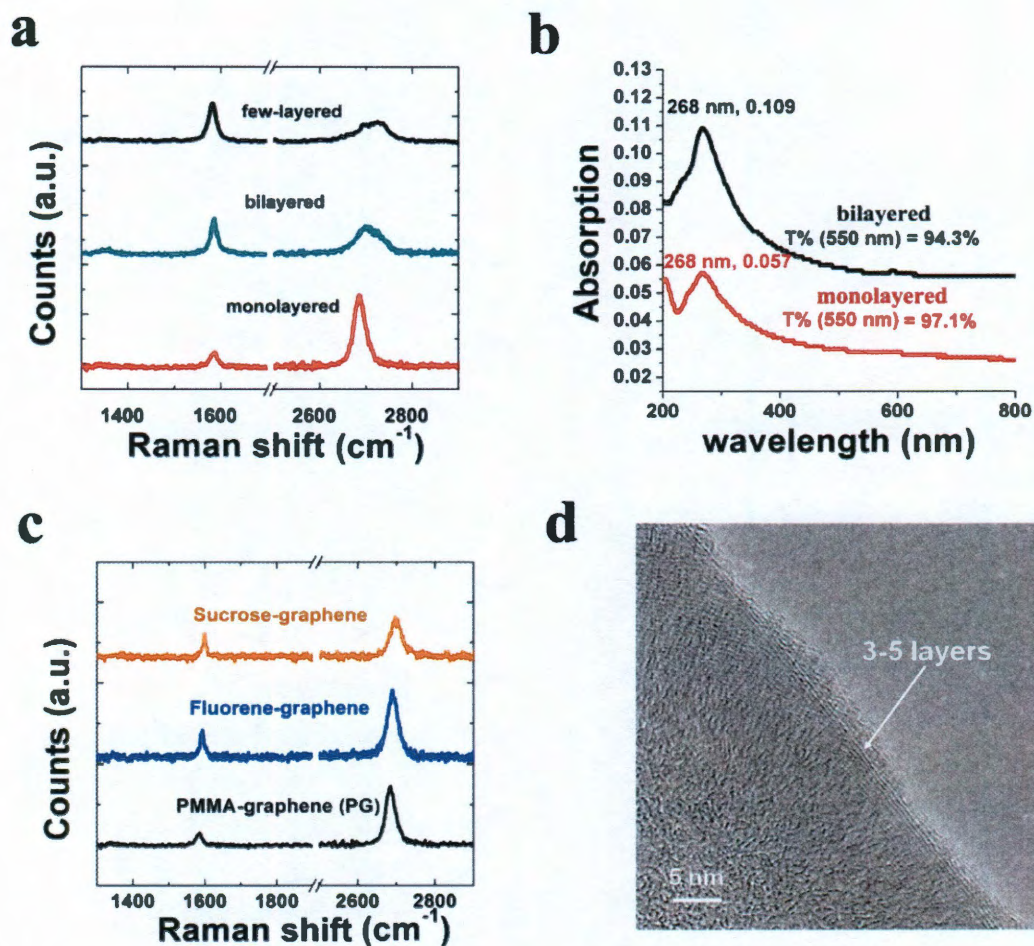 a
few-layered
bilayered
monolayered
Counts (a.u.)
1400 1600 2600 2800
Raman shift (cm⁻¹)
b
0.13
0.12
0.11
0.10
0.09
0.08
0.07
0.06
0.05
0.04
0.03
0.02
268 nm, 0.109
bilayered
T% (550 nm) = 94.3%
268 nm, 0.057
monolayered
T% (550 nm) = 97.1%
Absorption
200 400 600 800
wavelength (nm)
c
Sucrose-graphene
Fluorene-graphene
PMMA-graphene (PG)
Counts (a.u.)
1400 1600 1800 2600 2800
Raman shift (cm⁻¹)
d
3-5 layers
5 nm